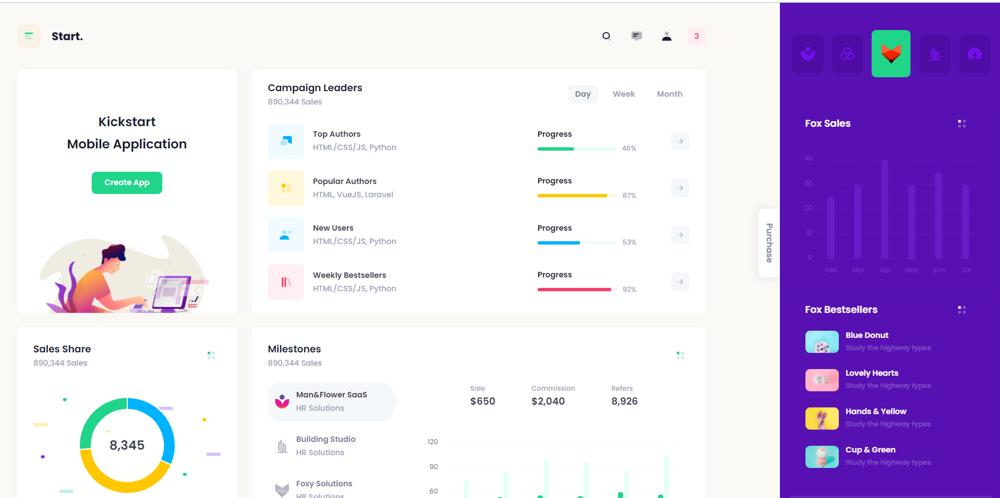 Start.
3
Kickstart
Mobile Application
Create App
Campaign Leaders
890,344 Sales
Day
Week
Month
Top Authors
HTML/CSS/JS, Python
Progress
46%
Popular Authors
HTML, VueJS, Laravel
Progress
87%
New Users
HTML/CSS/JS, Python
Progress
53%
Weekly Bestsellers
HTML/CSS/JS, Python
Progress
92%
Sales Share
890,344 Sales
8,345
Milestones
890,344 Sales
Man&Flower SaaS
HR Solutions
Building Studio
HR Solutions
Foxy Solutions
HR Solutions
Sale
$650
Commission
$2,040
Refers
8,926
120
90
60
Purchase
Fox Sales
40
30
20
10
0
Feb
Mar
Apr
May
Jun
Jul
Fox Bestsellers
Blue Donut
Study the highway types
Lovely Hearts
Study the highway types
Hands & Yellow
Study the highway types
Cup & Green
Study the highway types